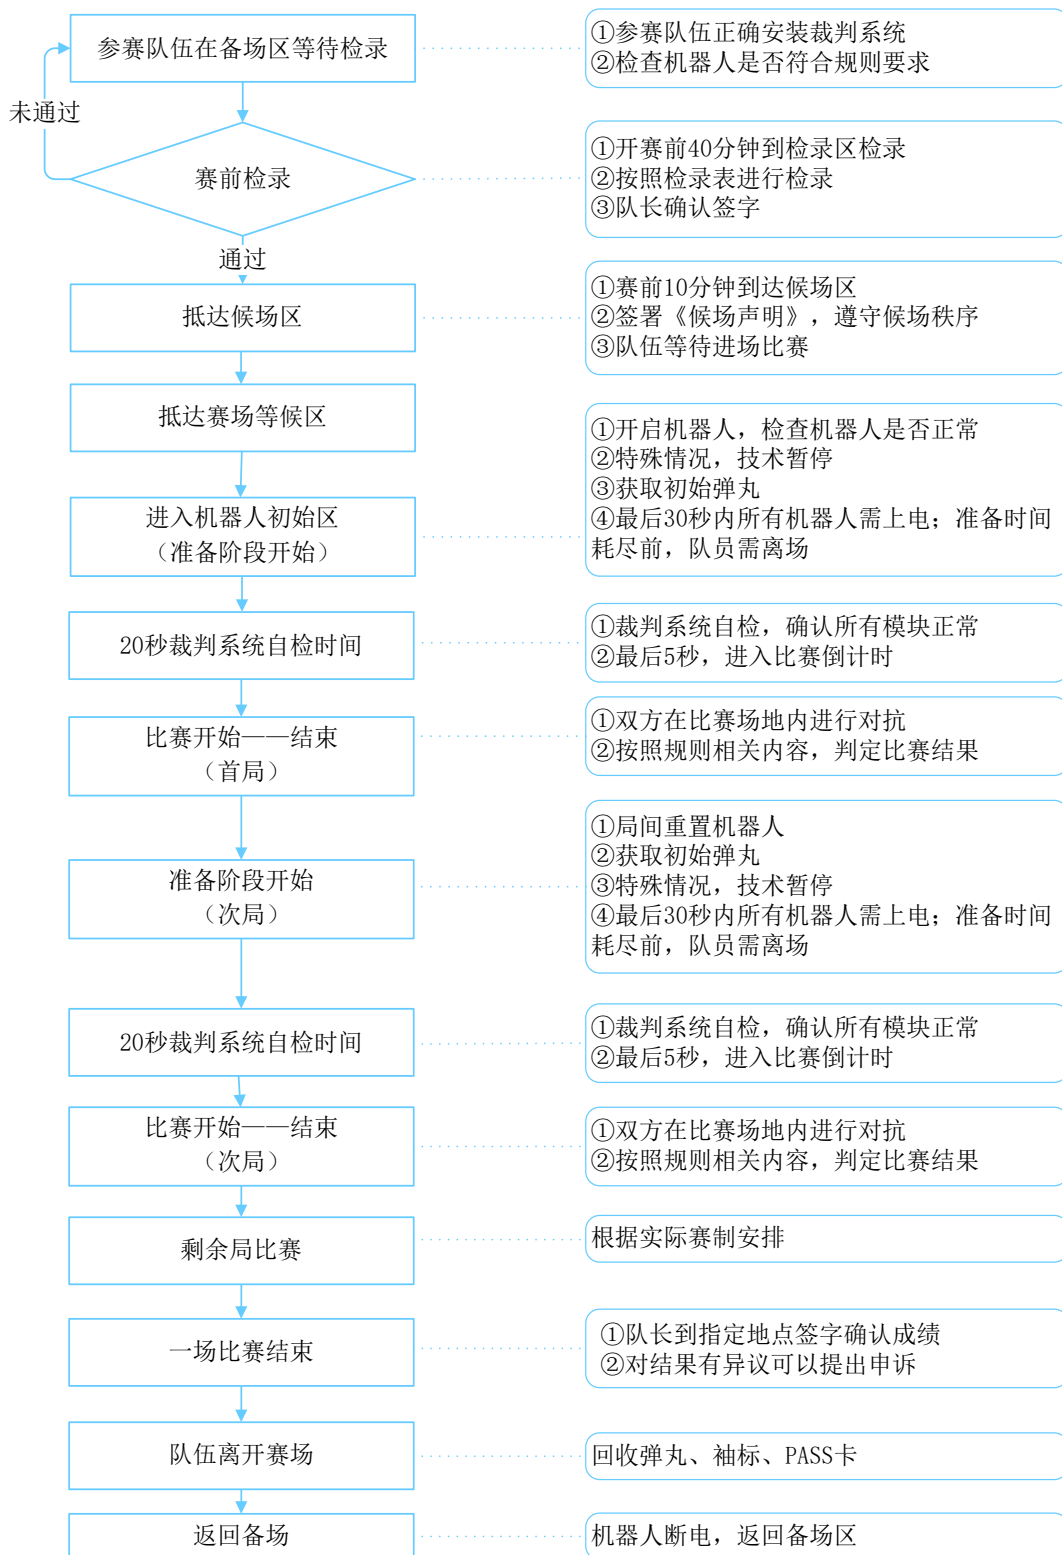 参赛队伍在备场区等待检录
①参赛队伍正确安装裁判系统
②检查机器人是否符合规则要求
未通过
赛前检录
①开赛前40分钟到检录区检录
②按照检录表进行检录
③队长确认签字
通过
抵达候场区
①赛前10分钟到达候场区
②签署《候场声明》，遵守候场秩序
③队伍等待进场比赛
抵达赛场等候区
进入机器人初始区
（准备阶段开始）
①开启机器人，检查机器人是否正常
②特殊情况，技术暂停
③获取初始弹丸
④最后30秒内所有机器人需上电；准备时间
耗尽前，队员需离场
20秒裁判系统自检时间
①裁判系统自检，确认所有模块正常
②最后5秒，进入比赛倒计时
比赛开始——结束
（首局）
①双方在比赛场地内进行对抗
②按照规则相关内容，判定比赛结果
准备阶段开始
（次局）
①局间重置机器人
②获取初始弹丸
③特殊情况，技术暂停
④最后30秒内所有机器人需上电；准备时间
耗尽前，队员需离场
20秒裁判系统自检时间
①裁判系统自检，确认所有模块正常
②最后5秒，进入比赛倒计时
比赛开始——结束
（次局）
①双方在比赛场地内进行对抗
②按照规则相关内容，判定比赛结果
剩余局比赛
根据实际赛制安排
一场比赛结束
①队长到指定地点签字确认成绩
②对结果有异议可以提出申诉
队伍离开赛场
回收弹丸、袖标、PASS卡
返回备场
机器人断电，返回备场区